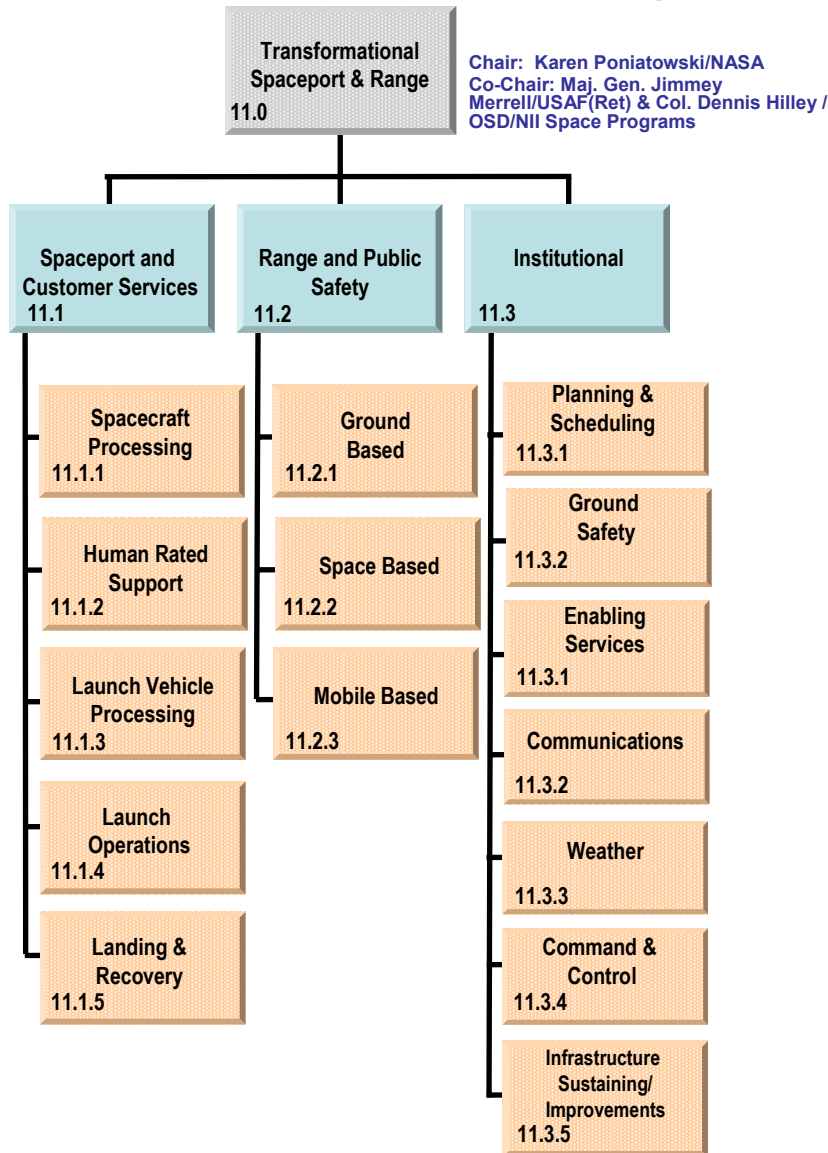 Transformational
Spaceport & Range
11.0
Chair: Karen Poniatowski/NASA
Co-Chair: Maj. Gen. Jimmey
Merrell/USAF(Ret) & Col. Dennis Hilley /
OSD/NII Space Programs
Spaceport and
Customer Services
11.1
Range and Public
Safety
11.2
Institutional
11.3
Spacecraft
Processing
11.1.1
Human Rated
Support
11.1.2
Launch Vehicle
Processing
11.1.3
Launch
Operations
11.1.4
Landing &
Recovery
11.1.5
Ground
Based
11.2.1
Space Based
11.2.2
Mobile Based
11.2.3
Planning &
Scheduling
11.3.1
Ground
Safety
11.3.2
Enabling
Services
11.3.1
Communications
11.3.2
Weather
11.3.3
Command &
Control
11.3.4
Infrastructure
Sustaining/
Improvements
11.3.5